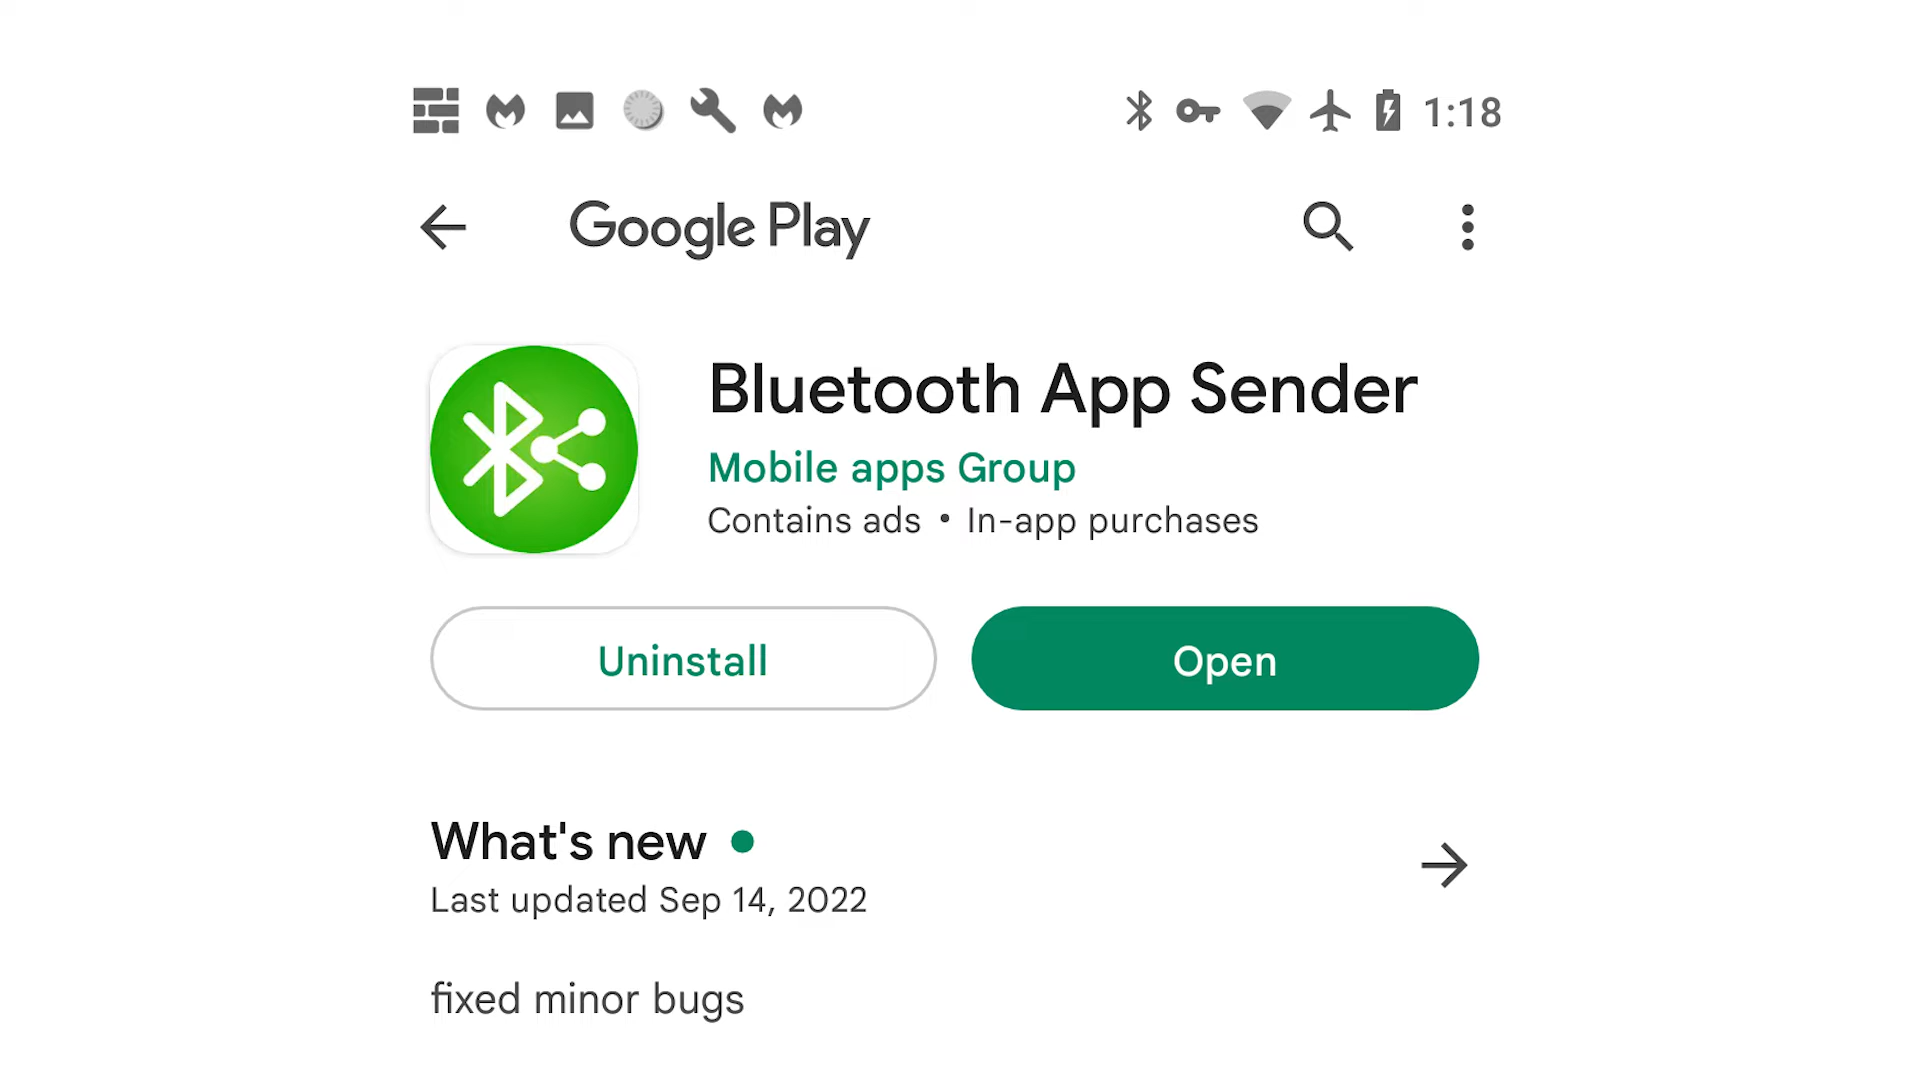 1:18
Google Play
Bluetooth App Sender
Mobile apps Group
Contains ads • In-app purchases
Uninstall
Open
What's new
Last updated Sep 14, 2022
fixed minor bugs